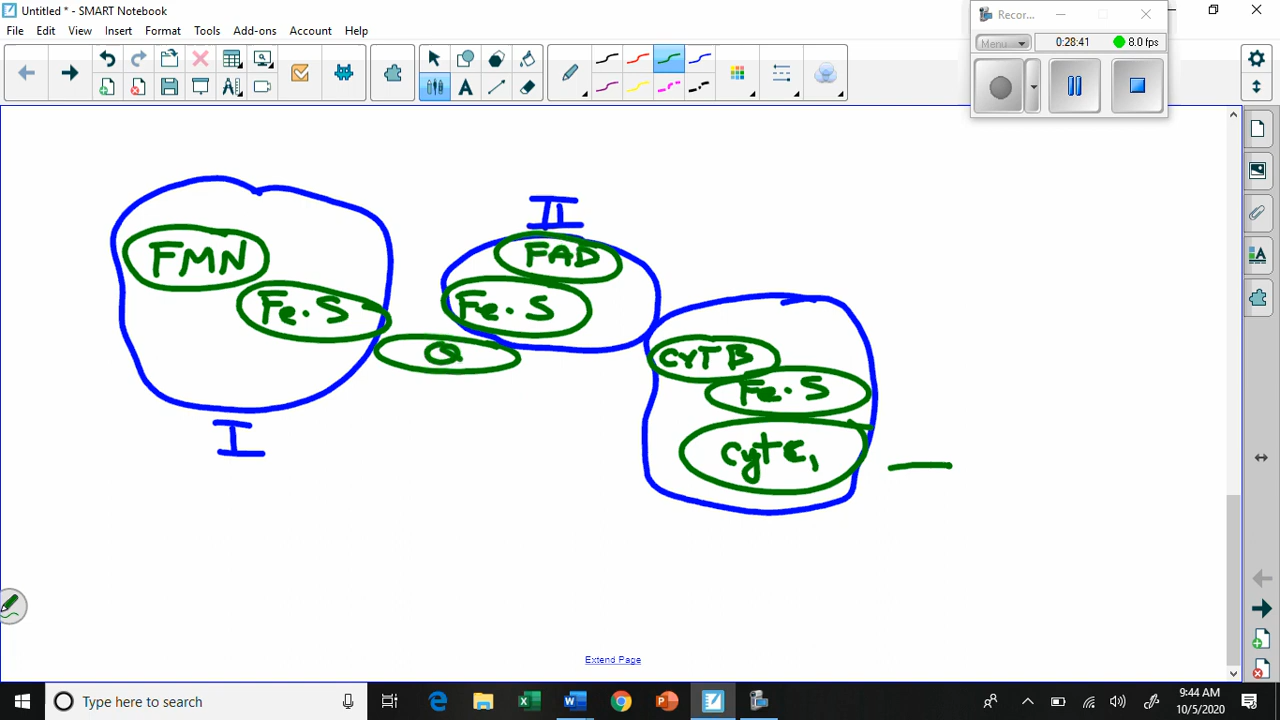 Untitled * - SMART Notebook
File Edit View Insert Format Tools Add-ons Account Help
Recor...
Menu
0:28:41
8.0 fps
II
FMN
FAD
Fe.S
Fe.S
Q
CYT B
Fe.S
Cyt C1
I
Extend Page
Type here to search
9:44 AM
10/5/2020